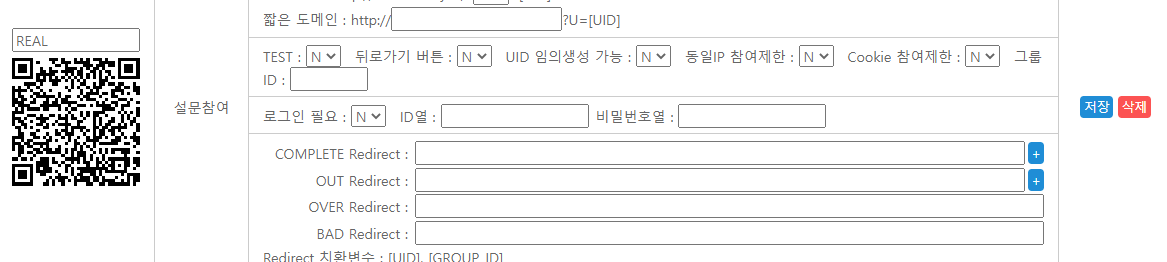 짧은 도메인 : http:// ?U=[UID]
REAL
TEST : N 뒤로가기 버튼 : N UID 임의생성 가능 : N 동일IP 참여제한 : N Cookie 참여제한 : N 그룹
ID :
설문참여
저장 삭제
로그인 필요 : N ID열 : 비밀번호열 :
COMPLETE Redirect : +
OUT Redirect : +
OVER Redirect :
BAD Redirect :
Redirect 치환변수 : [UID], [GROUP_ID]